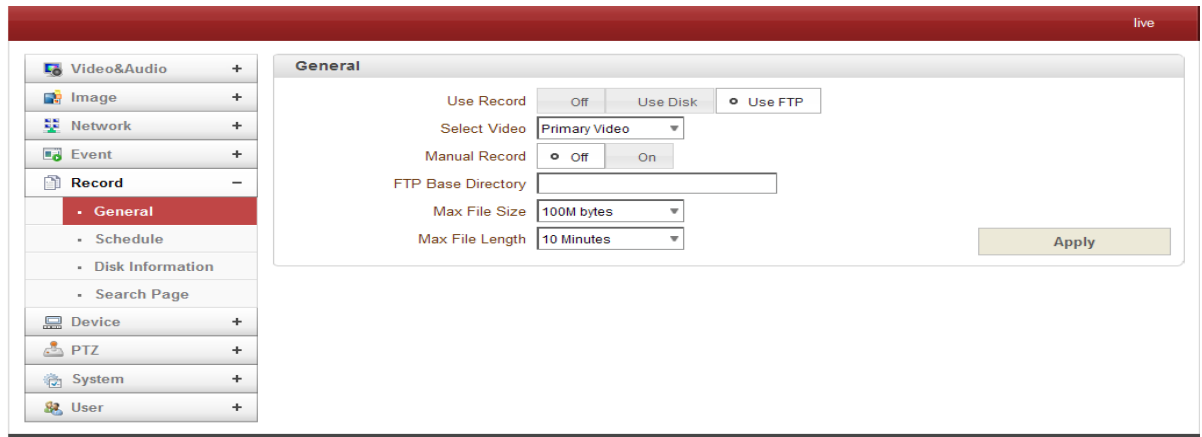 live
Video&Audio +
Image +
Network +
Event +
Record −
General
Schedule
Disk Information
Search Page
Device +
PTZ +
System +
User +
General
Use Record Off Use Disk Use FTP
Select Video Primary Video
Manual Record Off On
FTP Base Directory
Max File Size 100M bytes
Max File Length 10 Minutes
Apply